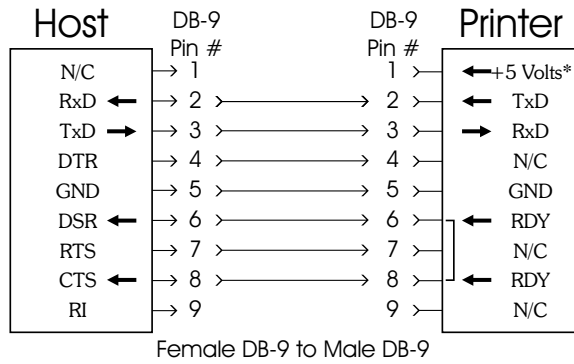 Host DB-9 Pin # DB-9 Pin # Printer
N/C 1 1 +5 Volts*
RxD 2 2 TxD
TxD 3 3 RxD
DTR 4 4 N/C
GND 5 5 GND
DSR 6 6 RDY
RTS 7 7 N/C
CTS 8 8 RDY
RI 9 9 N/C
Female DB-9 to Male DB-9